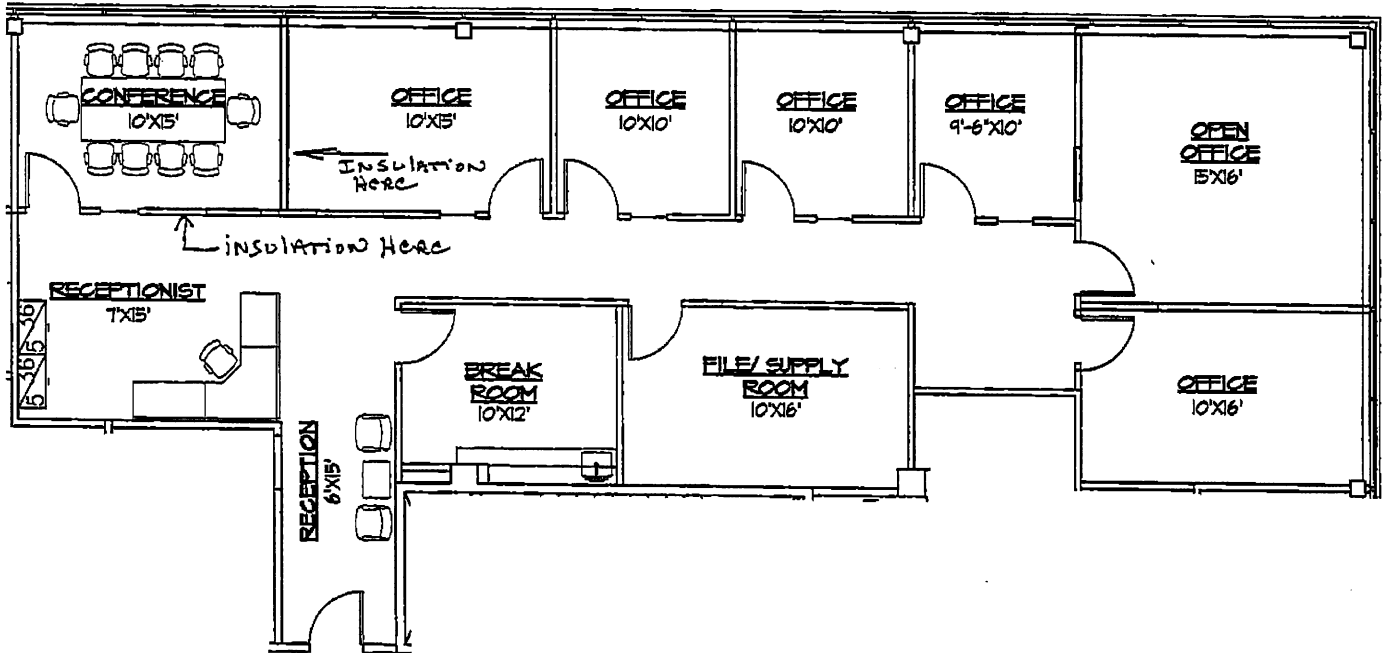 CONFERENCE
10'X15'
OFFICE
10'X15'
OFFICE
10'X10'
OFFICE
10'X10'
OFFICE
9'-6"X10'
OPEN
OFFICE
15'X16'
INSULATION
HERE
INSULATION HERE
RECEPTIONIST
7'X15'
36
5
36
5
BREAK
ROOM
10'X12'
FILE/ SUPPLY
ROOM
10'X16'
OFFICE
10'X16'
RECEPTION
6'X15'